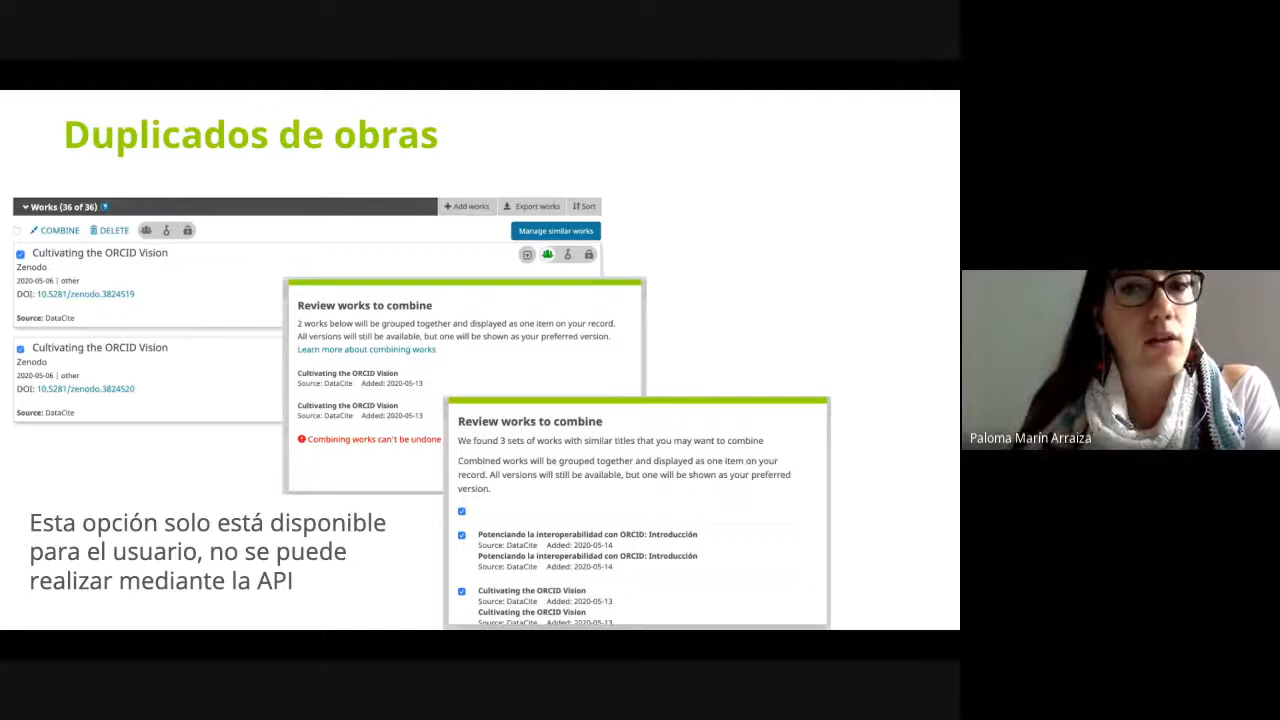 Duplicados de obras
Works (36 of 36) ?
Add works
Export works
Sort
COMBINE
DELETE
Manage similar works
Cultivating the ORCID Vision
Zenodo
2020-05-06 | other
DOI: 10.5281/zenodo.3824519
Source: DataCite
Cultivating the ORCID Vision
Zenodo
2020-05-06 | other
DOI: 10.5281/zenodo.3824520
Source: DataCite
Review works to combine
2 works below will be grouped together and displayed as one item on your record.
All versions will still be available, but one will be shown as your preferred version.
Learn more about combining works
Cultivating the ORCID Vision
Source: DataCite Added: 2020-05-13
Cultivating the ORCID Vision
Source: DataCite Added: 2020-05-13
Combining works can't be undone
Review works to combine
We found 3 sets of works with similar titles that you may want to combine
Combined works will be grouped together and displayed as one item on your
record. All versions will still be available, but one will be shown as your preferred
version.
Potenciando la interoperabilidad con ORCID: Introducción
Source: DataCite Added: 2020-05-14
Potenciando la interoperabilidad con ORCID: Introducción
Source: DataCite Added: 2020-05-14
Cultivating the ORCID Vision
Source: DataCite Added: 2020-05-13
Cultivating the ORCID Vision
Source: DataCite Added: 2020-05-13
Esta opción solo está disponible
para el usuario, no se puede
realizar mediante la API
Paloma Marín Arraiza